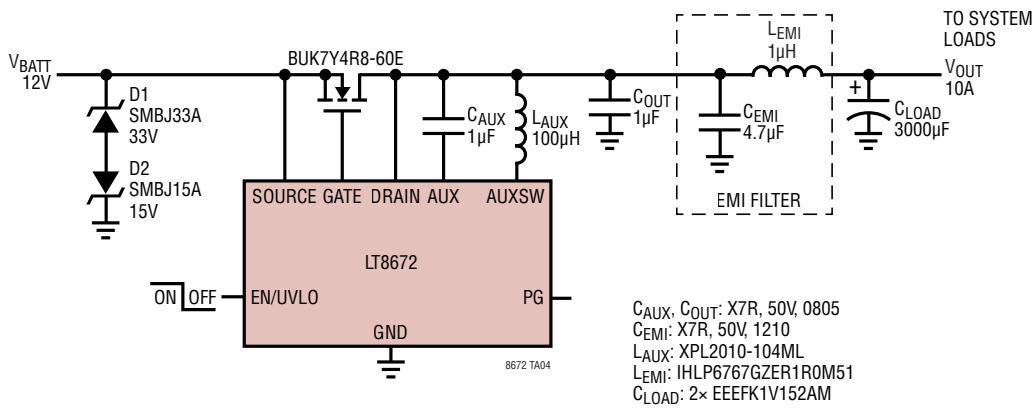 TO SYSTEM
LOADS
V_BATT
12V
BUK7Y4R8-60E
L_EMI
1µH
V_OUT
10A
D1
SMBJ33A
33V
D2
SMBJ15A
15V
C_AUX
1µF
L_AUX
100µH
C_OUT
1µF
C_EMI
4.7µF
+
C_LOAD
3000µF
EMI FILTER
SOURCE GATE DRAIN AUX AUXSW
LT8672
ON OFF
EN/UVLO
PG
GND
8672 TA04
C_AUX, C_OUT: X7R, 50V, 0805
C_EMI: X7R, 50V, 1210
L_AUX: XPL2010-104ML
L_EMI: IHLP6767GZER1R0M51
C_LOAD: 2× EEEFK1V152AM